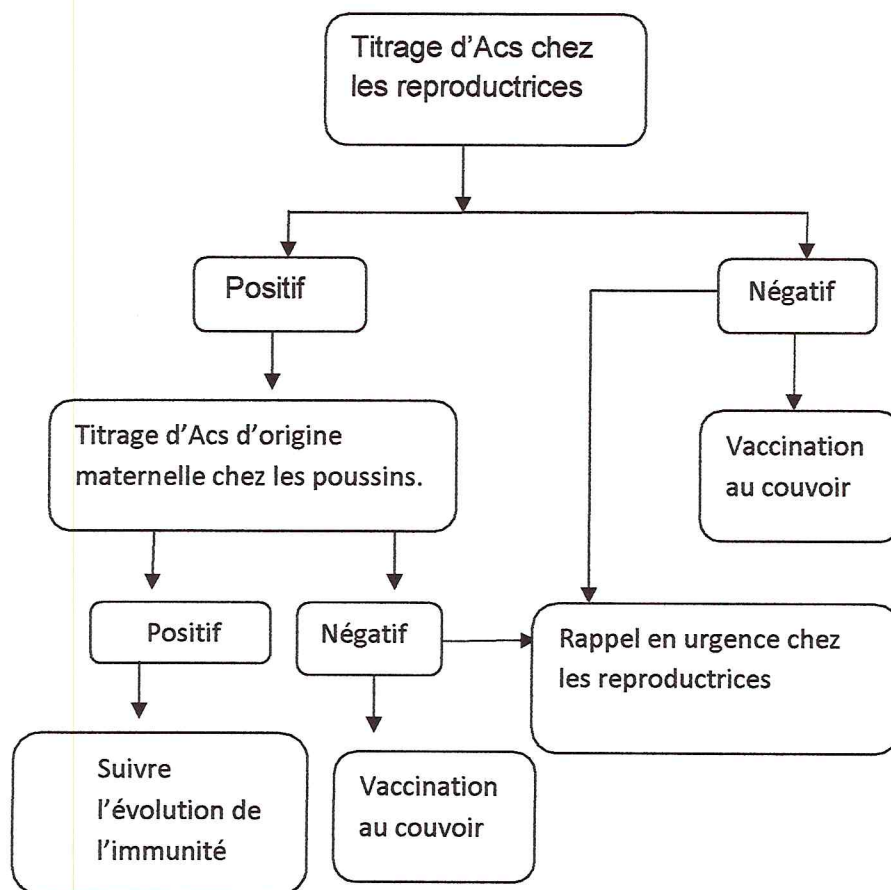 Titrage d'Acs chez
les reproductrices
Positif
Négatif
Titrage d'Acs d'origine
maternelle chez les poussins.
Vaccination
au couvoir
Positif
Négatif
Rappel en urgence chez
les reproductrices
Suivre
l'évolution de
l'immunité
Vaccination
au couvoir